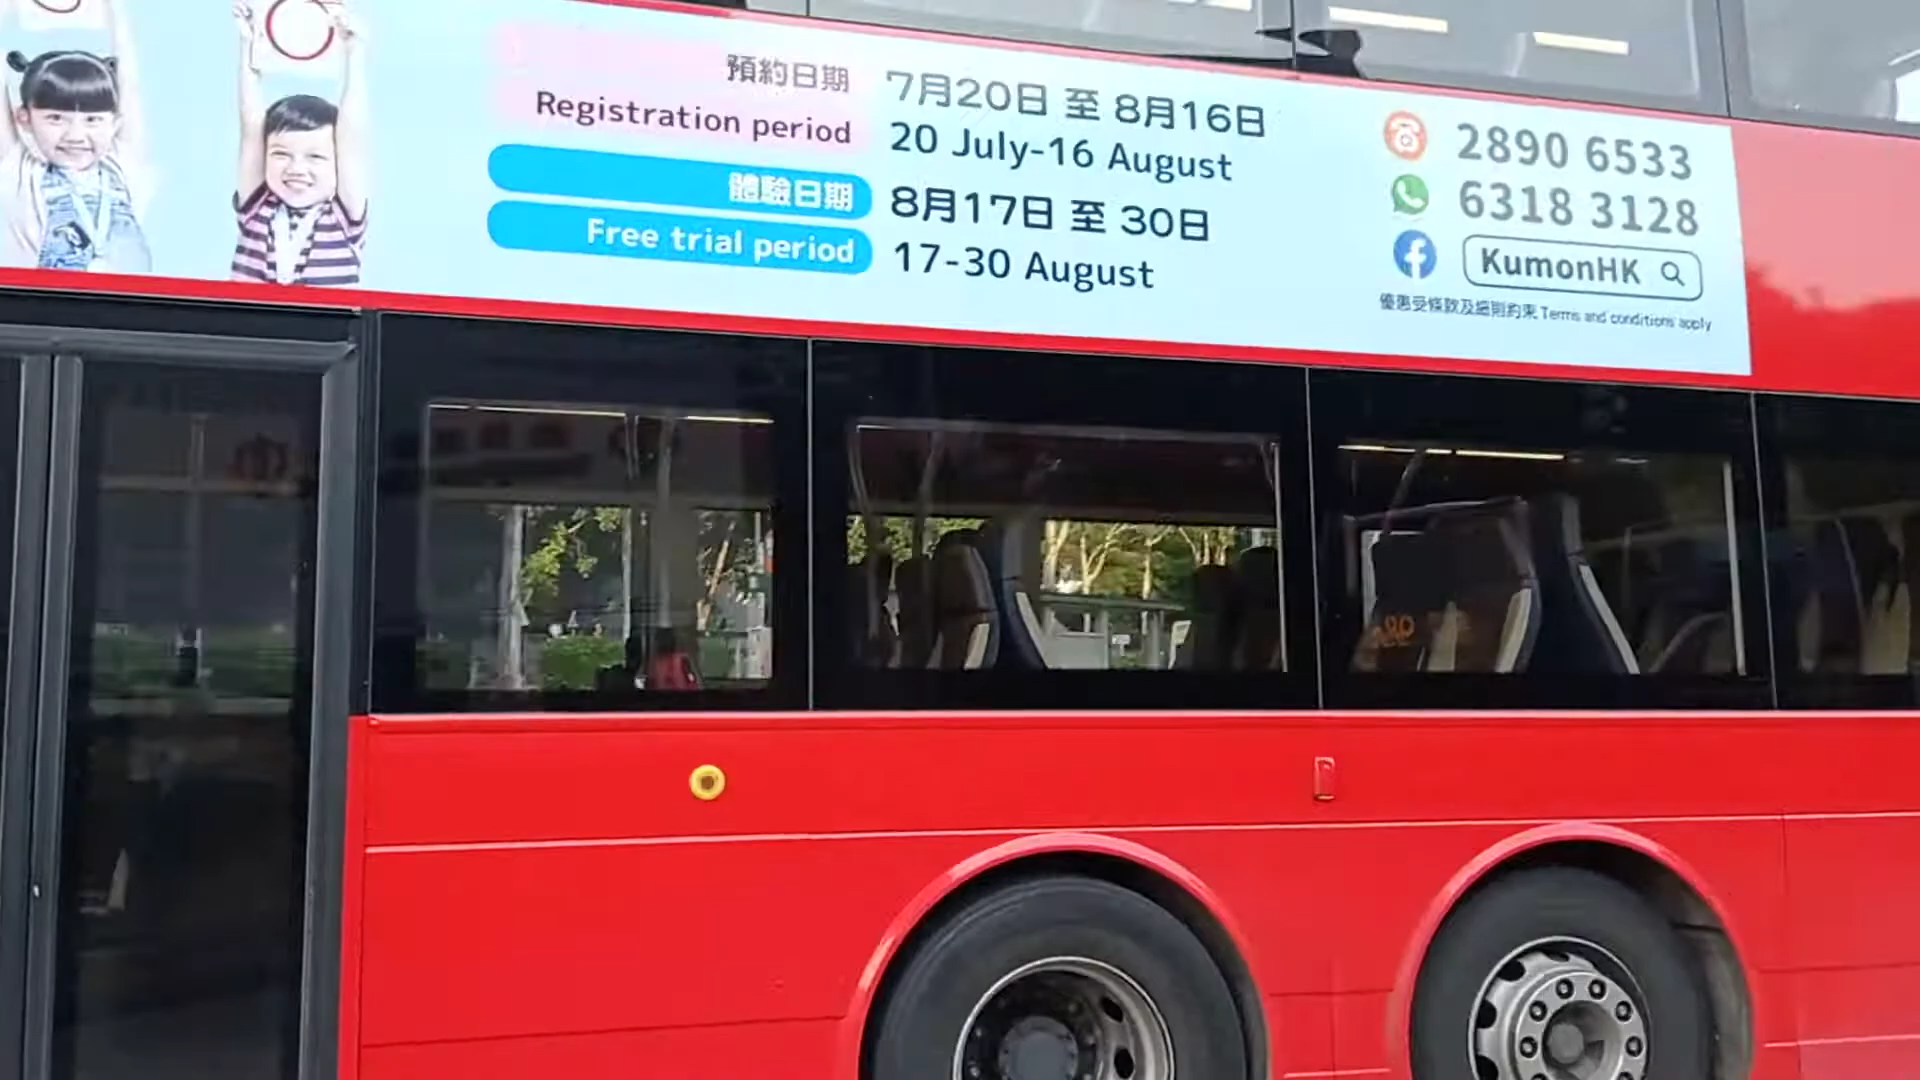 預約日期
Registration period
7月20日 至 8月16日
20 July-16 August
體驗日期
Free trial period
8月17日 至 30日
17-30 August
2890 6533
6318 3128
KumonHK
優惠受條款及細則約束 Terms and conditions apply